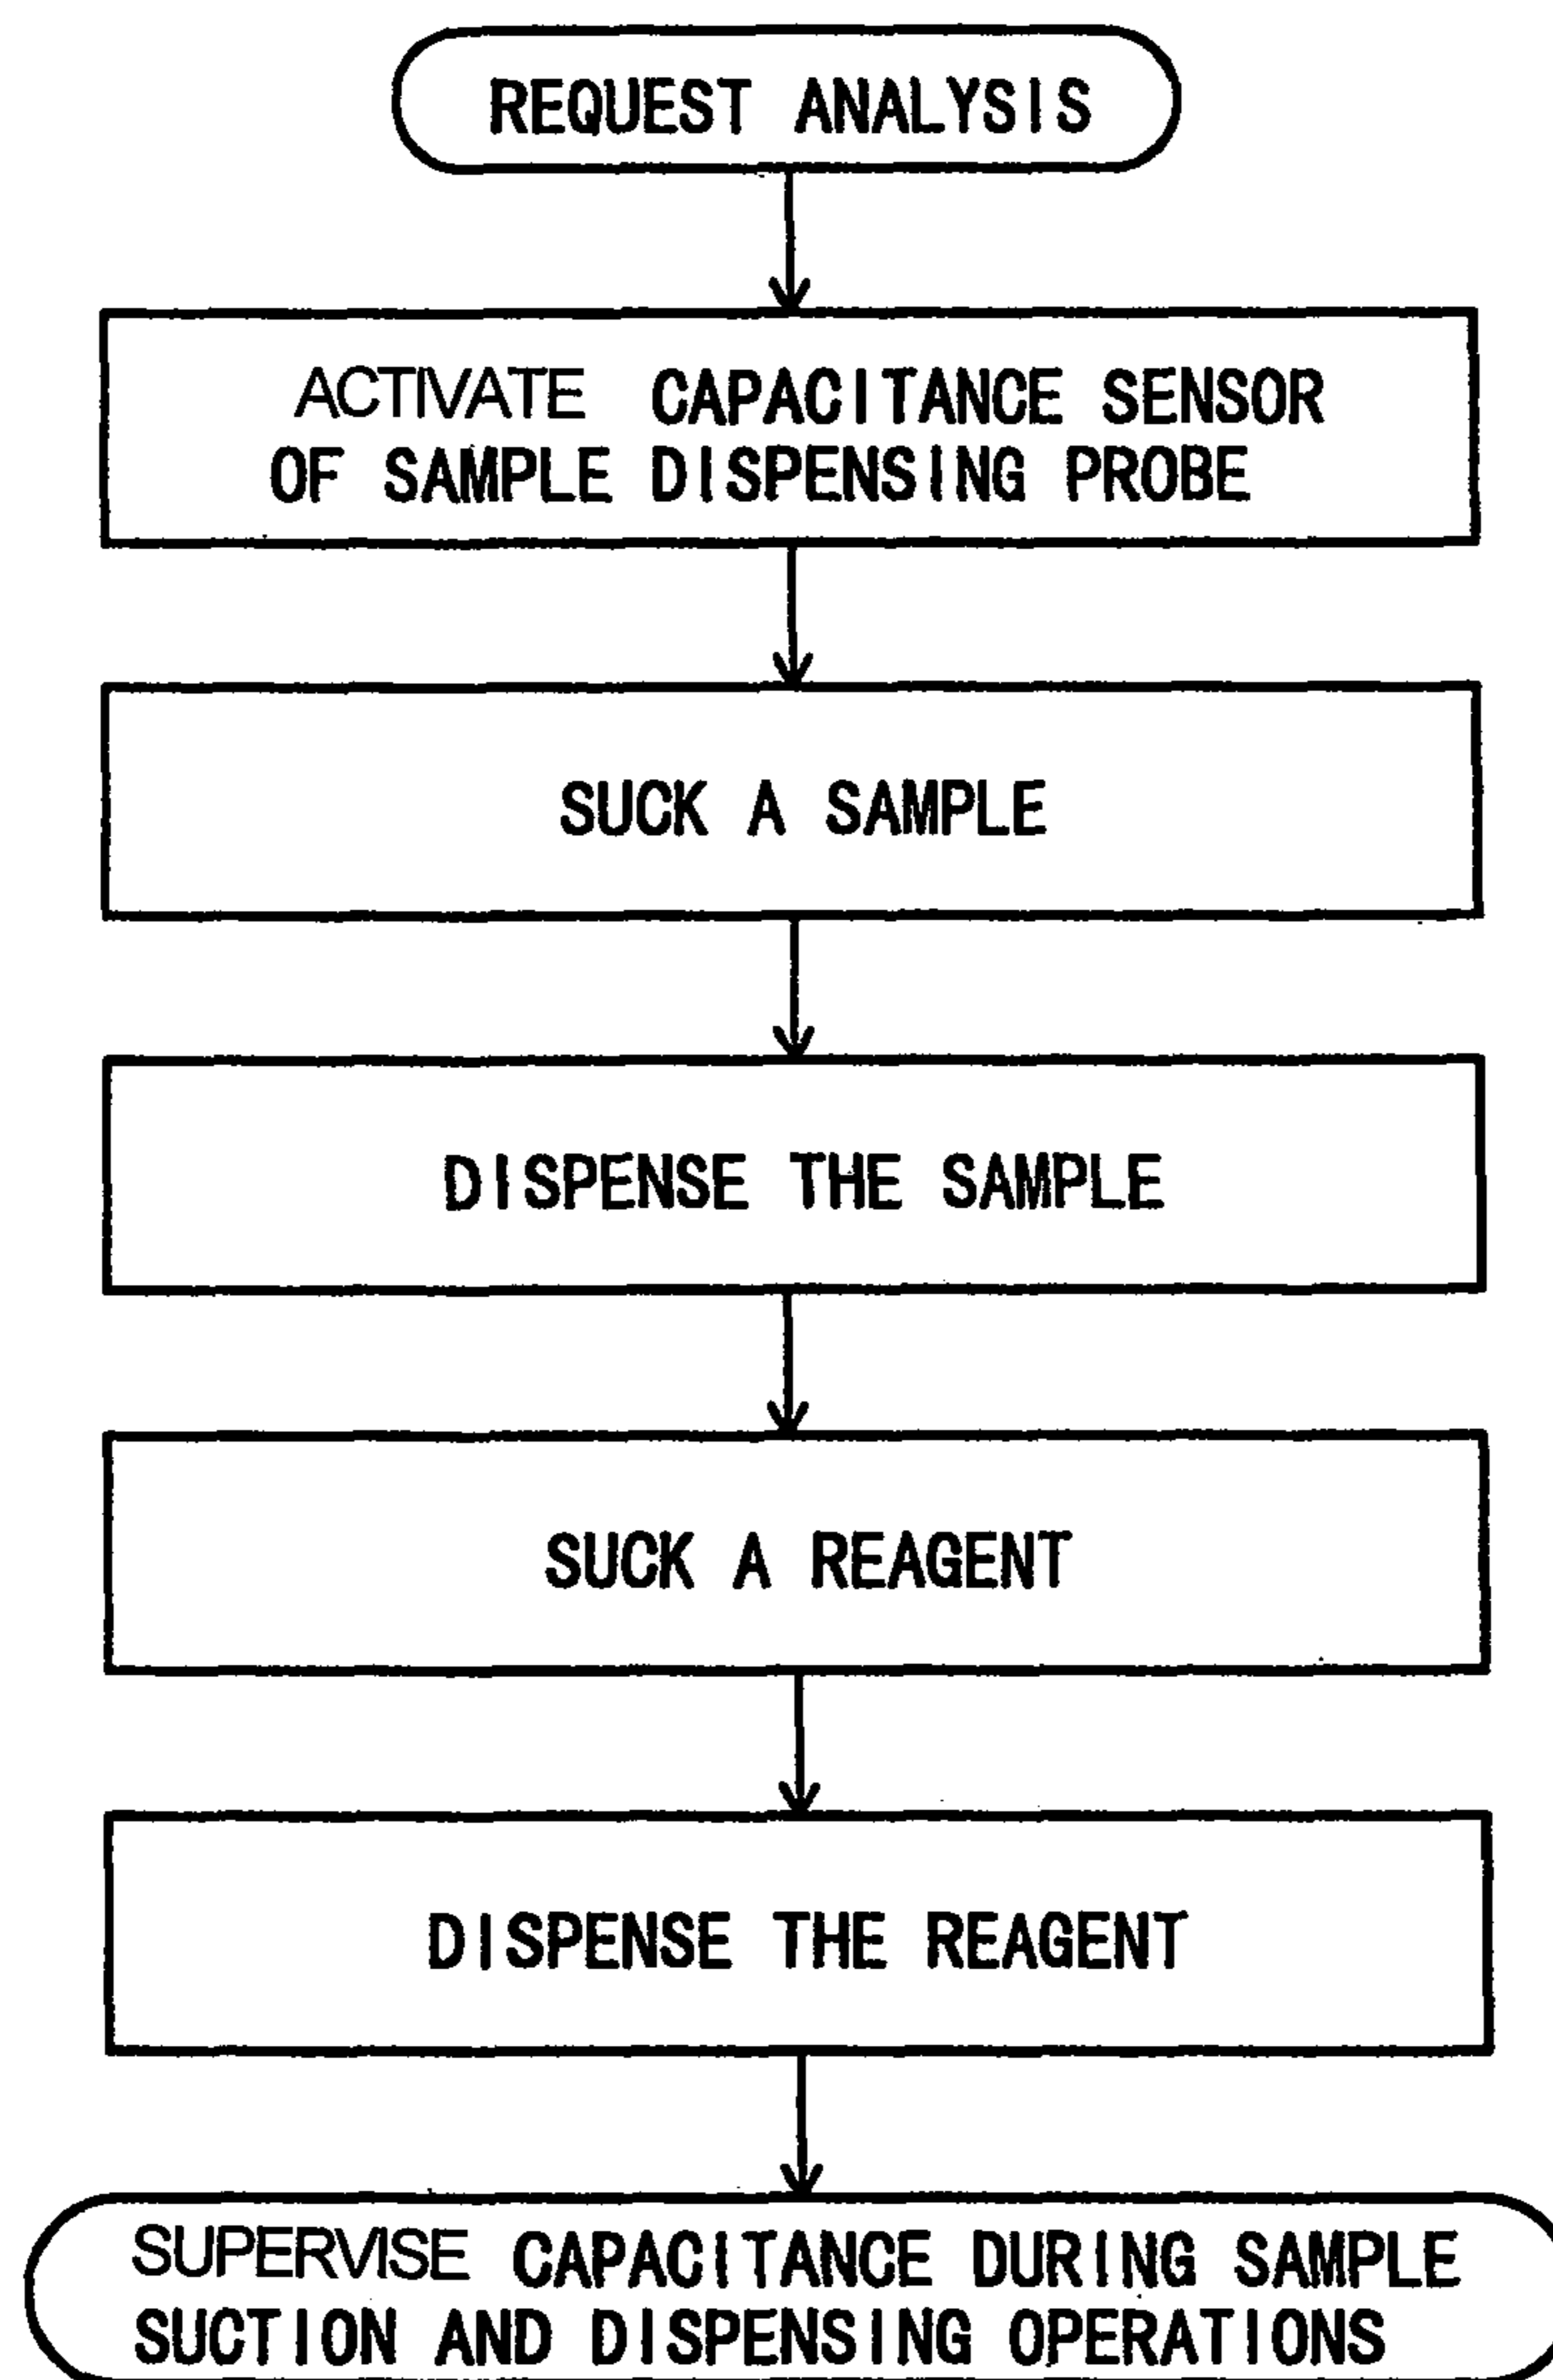 REQUEST ANALYSIS
ACTIVATE CAPACITANCE SENSOR
OF SAMPLE DISPENSING PROBE
SUCK A SAMPLE
DISPENSE THE SAMPLE
SUCK A REAGENT
DISPENSE THE REAGENT
SUPERVISE CAPACITANCE DURING SAMPLE
SUCTION AND DISPENSING OPERATIONS